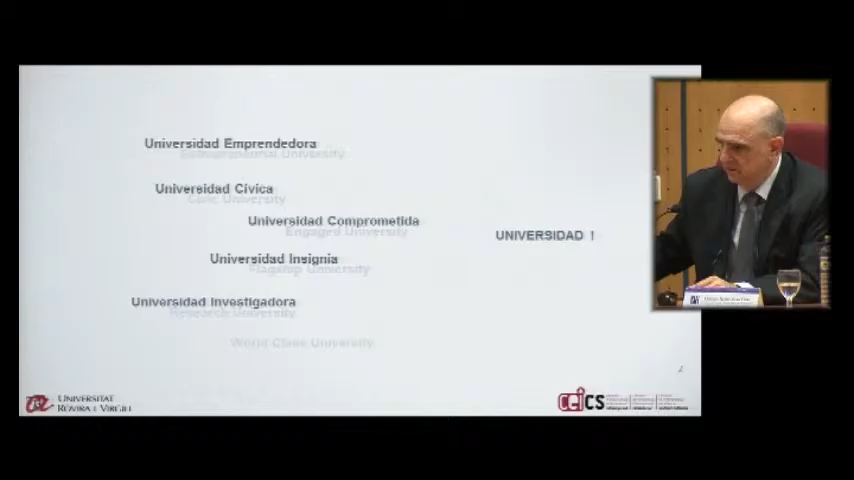 Universidad Emprendedora
Entrepreneurial University
Universidad Cívica
Civic University
Universidad Comprometida
Engaged University
UNIVERSIDAD !
Universidad Insignia
Flagship University
Universidad Investigadora
Research University
World Class University
UNIVERSITAT
ROVIRA I VIRGILI
CEICS